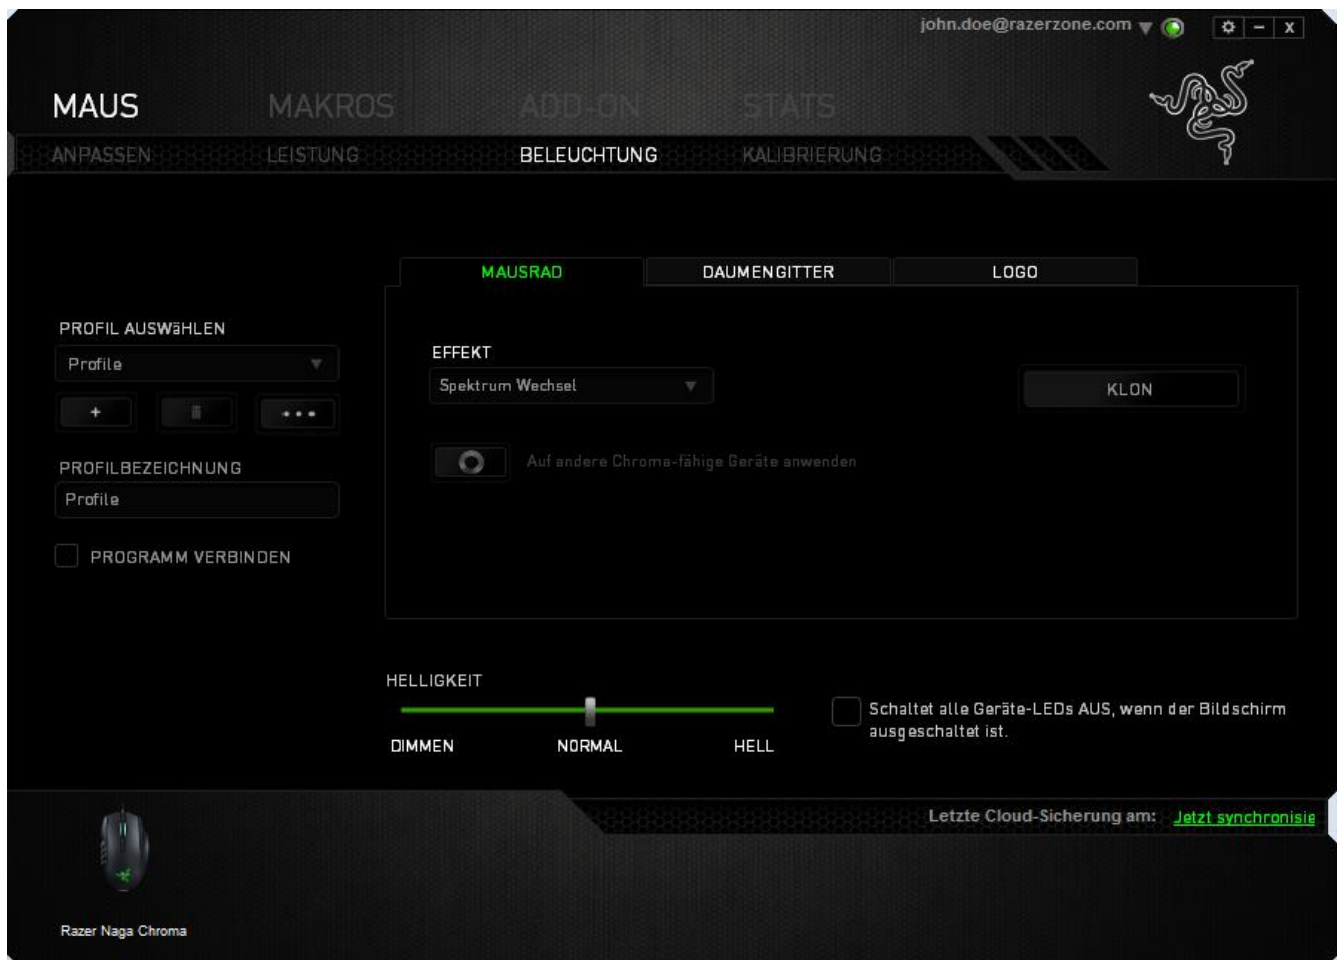 john.doe@razerzone.com
x
MAUS MAKROS ADD-ON STATS
ANPASSEN LEISTUNG BELEUCHTUNG KALIBRIERUNG
MAUSRAD DAUMENGITTER LOGO
PROFIL AUSWäHLEN
Profile
PROFILBEZEICHNUNG
Profile
PROGRAMM VERBINDEN
EFFEKT
Spektrum Wechsel
KLON
Auf andere Chroma-fähige Geräte anwenden
HELLIGKEIT
DIMMEN NORMAL HELL
Schaltet alle Geräte-LEDs AUS, wenn der Bildschirm
ausgeschaltet ist.
Letzte Cloud-Sicherung am: Jetzt synchronisie
Razer Naga Chroma